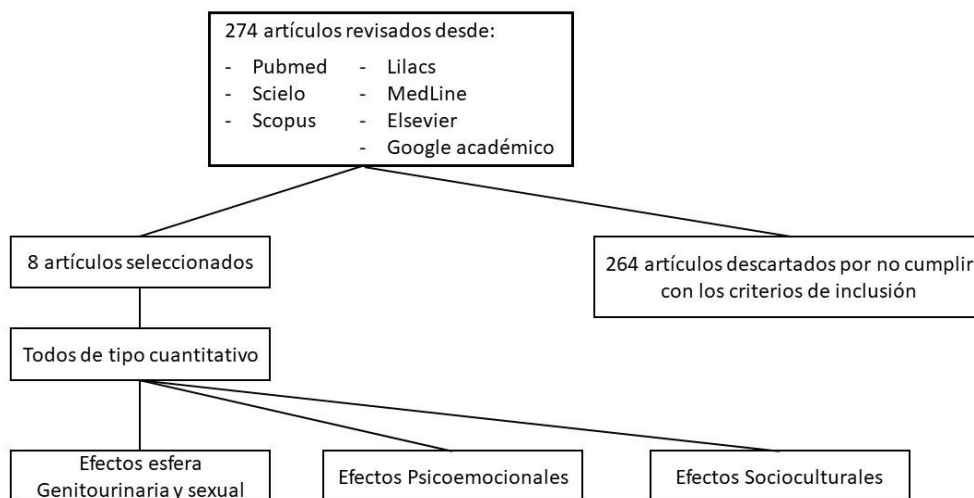 274 artículos revisados desde:
- Pubmed - Lilacs
- Scielo - MedLine
- Scopus - Elsevier
- Google académico
8 artículos seleccionados
264 artículos descartados por no cumplir
con los criterios de inclusión
Todos de tipo cuantitativo
Efectos esfera
Genitourinaria y sexual
Efectos Psicoemocionales
Efectos Socioculturales